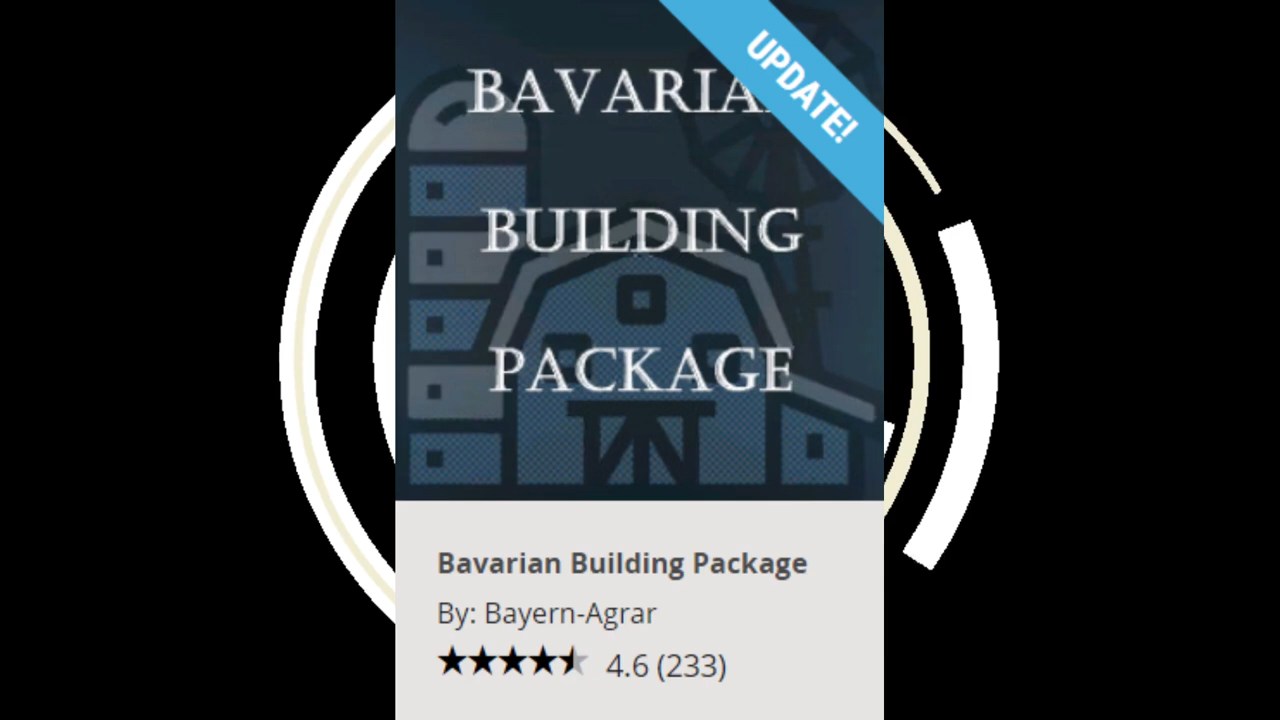 BAVARIAN
UPDATE!
BUILDING
PACKAGE
Bavarian Building Package
By: Bayern-Agrar
4.6 (233)